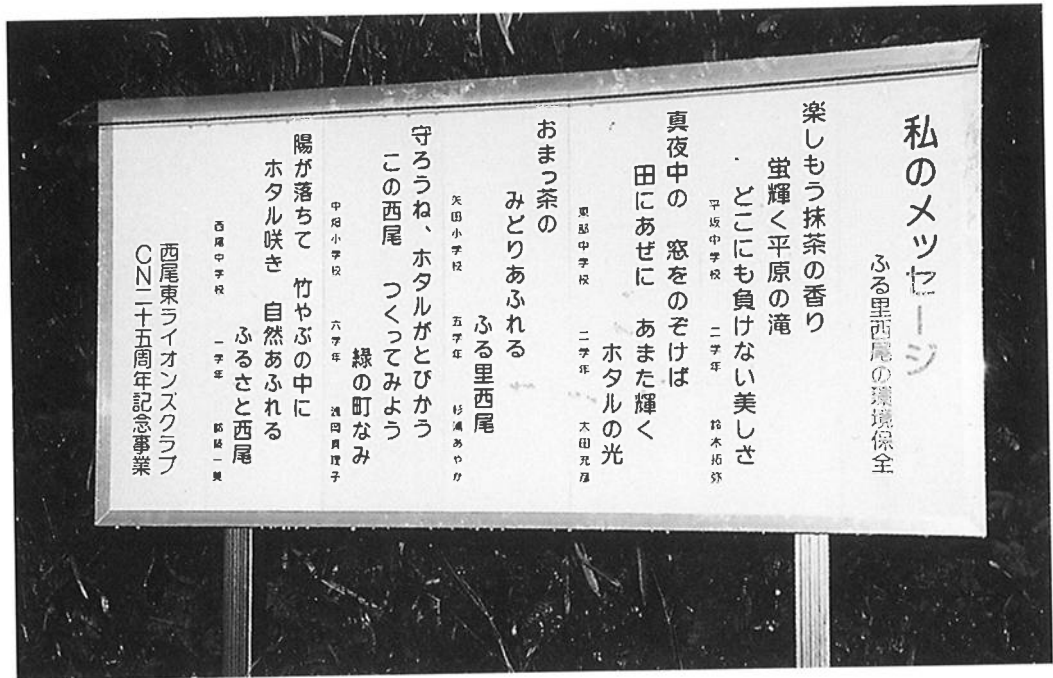 私のメッセージ
ふる里西尾の環境保全
楽しもう抹茶の香り
蛍輝く平原の滝
どこにも負けない美しさ
平坂中学校 二学年 鈴木拓弥
真夜中の 窓をのぞけば
田にあぜに あまた輝く
ホタルの光
東部中学校 二学年 太田
おまっ茶の
みどりあふれる
ふる里西尾
矢田小学校 五学年 杉浦あやか
守ろうね、ホタルがとびかう
この西尾 つくってみよう
緑の町なみ
中畑小学校 六学年 浅岡真理子
陽が落ちて 竹やぶの中に
ホタル咲き 自然あふれる
ふるさと西尾
西尾中学校 一学年
西尾東ライオンズクラブ
CN二十五周年記念事業